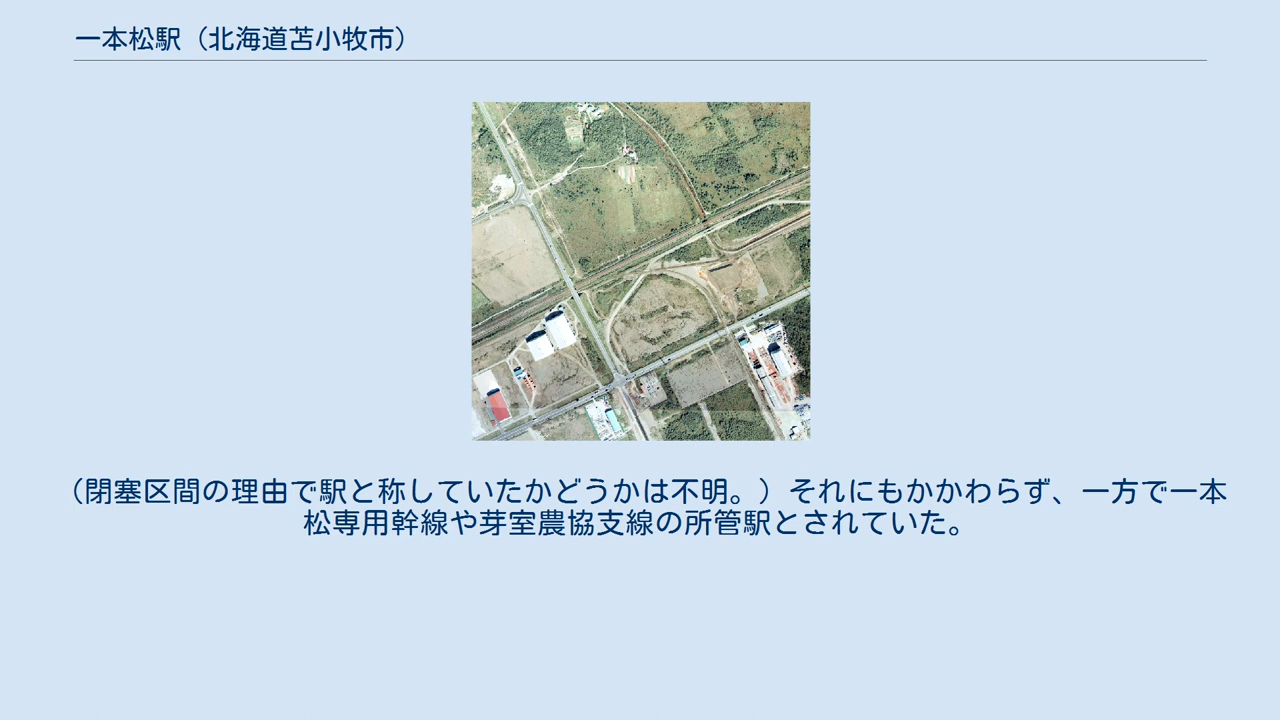 一本松駅（北海道苫小牧市）
（閉塞区間の理由で駅と称していたかどうかは不明。）それにもかかわらず、一方で一本
松専用幹線や芽室農協支線の所管駅とされていた。